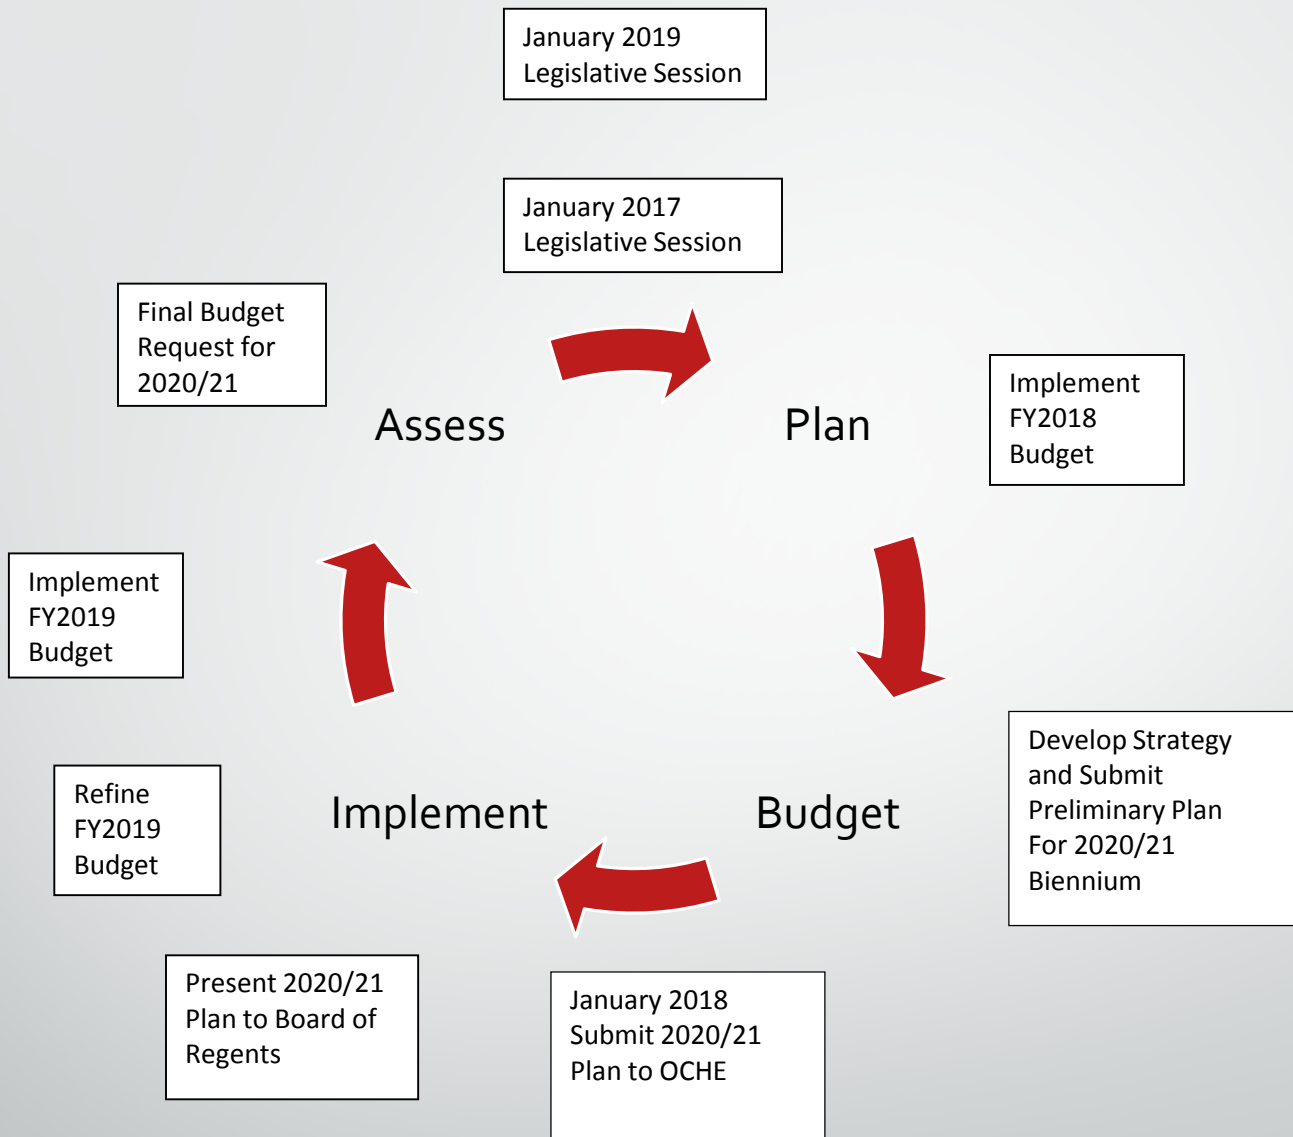 January 2019
Legislative Session
January 2017
Legislative Session
Final Budget
Request for
2020/21
Assess
Plan
Implement
FY2018
Budget
Implement
FY2019
Budget
Develop Strategy
and Submit
Preliminary Plan
For 2020/21
Biennium
Refine
FY2019
Budget
Implement
Budget
Present 2020/21
Plan to Board of
Regents
January 2018
Submit 2020/21
Plan to OCHE